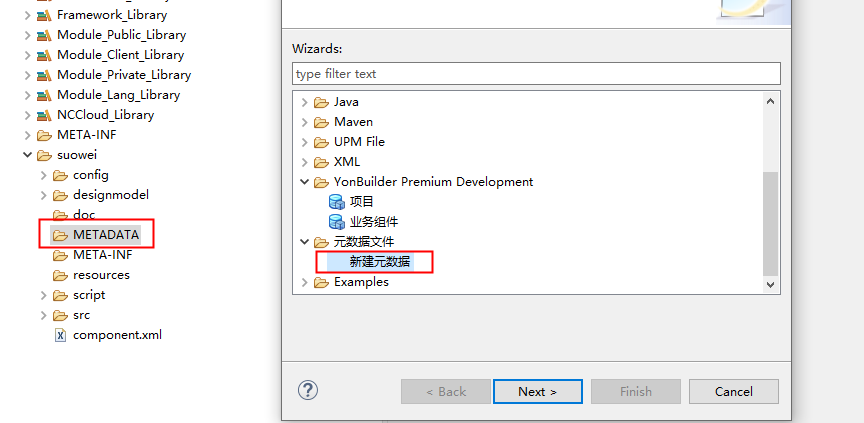 Framework_Library
Module_Public_Library
Module_Client_Library
Module_Private_Library
Module_Lang_Library
NCCloud_Library
META-INF
suowei
config
designmodel
doc
METADATA
META-INF
resources
script
src
component.xml
Wizards:
type filter text
Java
Maven
UPM File
XML
YonBuilder Premium Development
项目
业务组件
元数据文件
新建元数据
Examples
?
< Back
Next >
Finish
Cancel